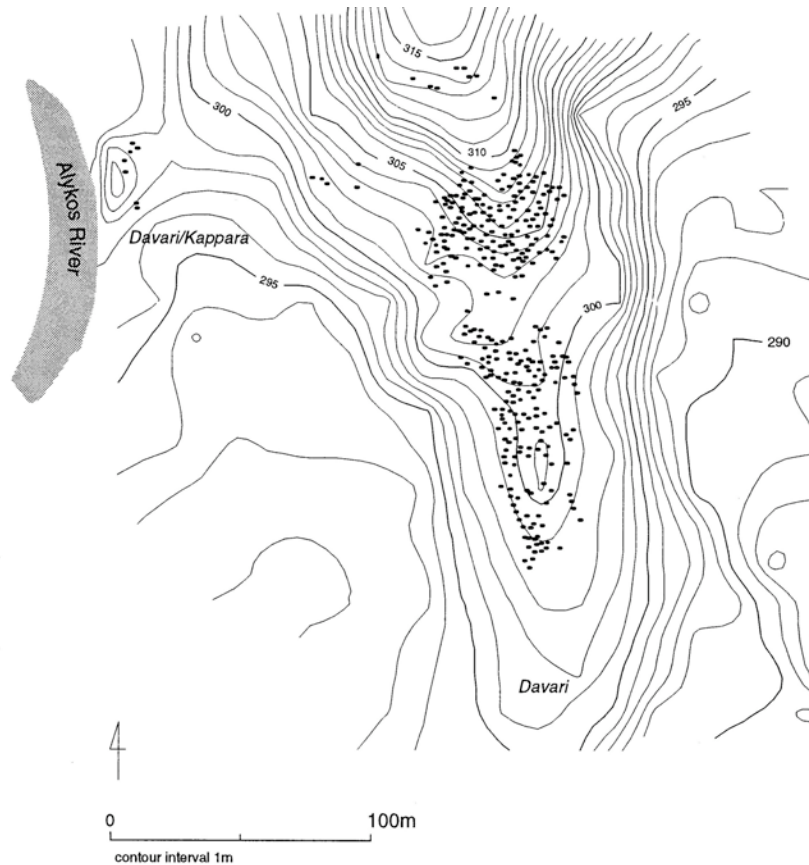 315
300
295
310
305
Alykos River
Davari/Kappara
295
300
290
Davari
0 100m
contour interval 1m